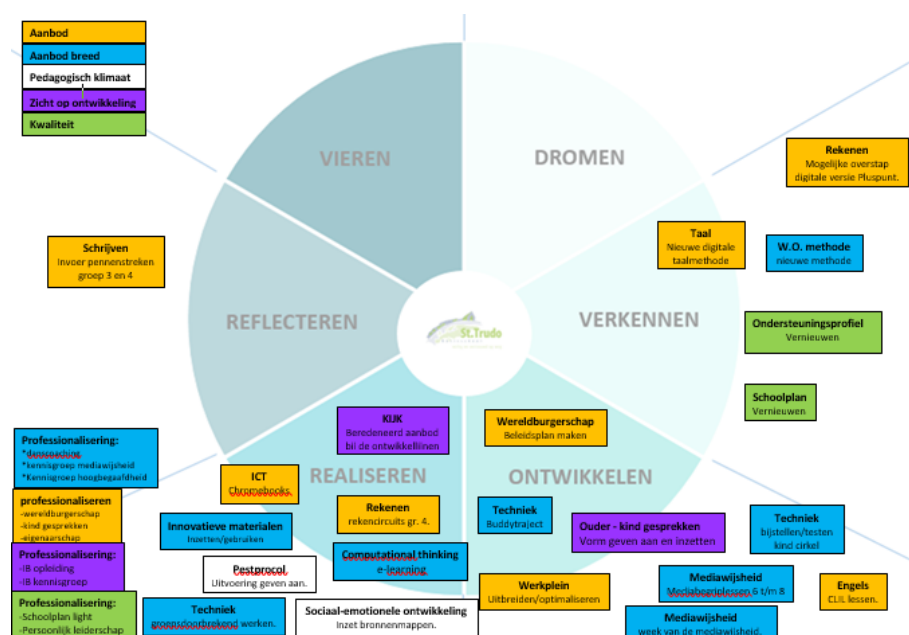 Aanbod
Aanbod breed
Pedagogisch klimaat
Zicht op ontwikkeling
Kwaliteit
VIEREN
DROMEN
Rekenen
Mogelijke overstap
digitale versie Pluspunt.
Schrijven
Invoer pennenstreken
groep 3 en 4
Taal
Nieuwe digitale
taalmethode
W.O. methode
nieuwe methode
REFLECTEREN
St.Trudo
VERKENNEN
Ondersteuningsprofiel
Vernieuwen
Schoolplan
Vernieuwen
KIJK
Beredeneerd aanbod
bij de ontwikkellijnen
Wereldburgerschap
Beleidsplan maken
Professionalisering:
*danscoaching
*kennisgroep mediawijsheid
*Kennisgroep hoogbegaafdheid
ICT
Chromebooks.
REALISEREN
ONTWIKKELEN
professionaliseren
-wereldburgerschap
-kind gesprekken
-eigenaarschap
Rekenen
rekencircuits gr. 4.
Techniek
Buddytraject
Innovatieve materialen
Inzetten/gebruiken
Ouder - kind gesprekken
Vorm geven aan en inzetten
Techniek
bijstellen/testen
kind cirkel
Professionalisering:
-IB opleiding
-IB kennisgroep
Pestprocol
Uitvoering geven aan.
Computational thinking
e-learning
Werkplein
Uitbreiden/optimaliseren
Mediawijsheid
Mediabegriplessen 6 t/m 8
Engels
CLIL lessen.
Professionalisering:
-Schoolplan light
-Persoonlijk leiderschap
Techniek
groepsdoorbrekend werken.
Sociaal-emotionele ontwikkeling
Inzet bronnenmappen.
Mediawijsheid
week van de mediawijsheid.